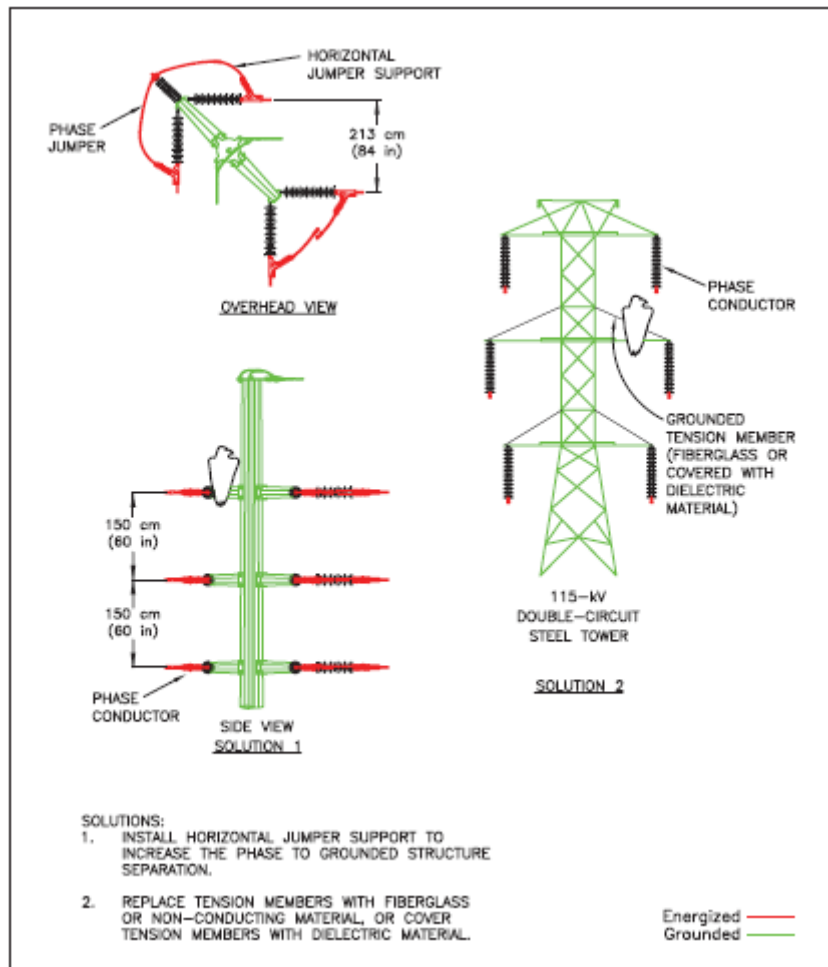 HORIZONTAL
JUMPER SUPPORT
PHASE
JUMPER
213 cm
(84 in)
OVERHEAD VIEW
PHASE
CONDUCTOR
GROUNDED
TENSION MEMBER
(FIBERGLASS OR
COVERED WITH
DIELECTRIC
MATERIAL)
115-kV
DOUBLE-CIRCUIT
STEEL TOWER
SOLUTION 2
150 cm
(60 in)
150 cm
(60 in)
PHASE
CONDUCTOR
SIDE VIEW
SOLUTION 1
SOLUTIONS:
1. INSTALL HORIZONTAL JUMPER SUPPORT TO
INCREASE THE PHASE TO GROUNDED STRUCTURE
SEPARATION.
2. REPLACE TENSION MEMBERS WITH FIBERGLASS
OR NON-CONDUCTING MATERIAL, OR COVER
TENSION MEMBERS WITH DIELECTRIC MATERIAL.
Energized
Grounded